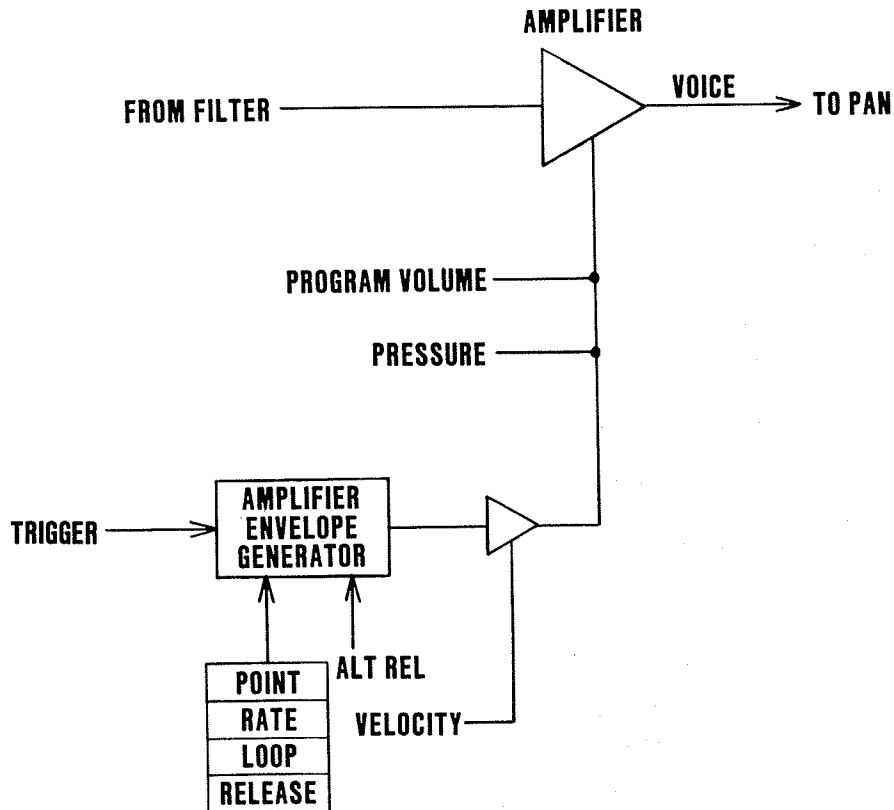 AMPLIFIER
FROM FILTER
VOICE
TO PAN
PROGRAM VOLUME
PRESSURE
TRIGGER
AMPLIFIER
ENVELOPE
GENERATOR
ALT REL
POINT
RATE
LOOP
RELEASE
VELOCITY